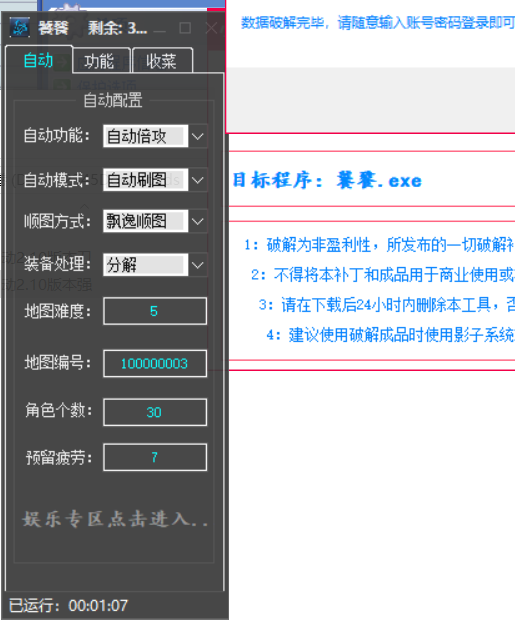 饕餮 剩余: 3...
自动 功能 收菜
自动配置
自动功能: 自动倍攻
自动模式: 自动刷图
顺图方式: 飘逸顺图
装备处理: 分解
地图难度: 5
地图编号: 100000003
角色个数: 30
预留疲劳: 7
娱乐专区点击进入..
已运行: 00:01:07
数据破解完毕，请随意输入账号密码登录即可
目标程序: 饕餮.exe
1: 破解为非盈利性，所发布的一切破解补
2: 不得将本补丁和成品用于商业使用或
3: 请在下载后24小时内删除本工具，否
4: 建议使用破解成品时使用影子系统